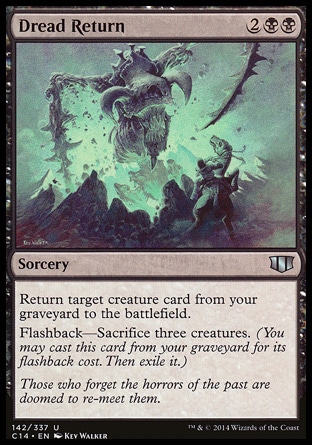 Dread Return 2
Sorcery
Return target creature card from your
graveyard to the battlefield.
Flashback—Sacrifice three creatures. (You
may cast this card from your graveyard for its
flashback cost. Then exile it.)
Those who forget the horrors of the past are
doomed to re-meet them.
142/337 U
C14 • EN Kev Walker
™ & © 2014 Wizards of the Coast